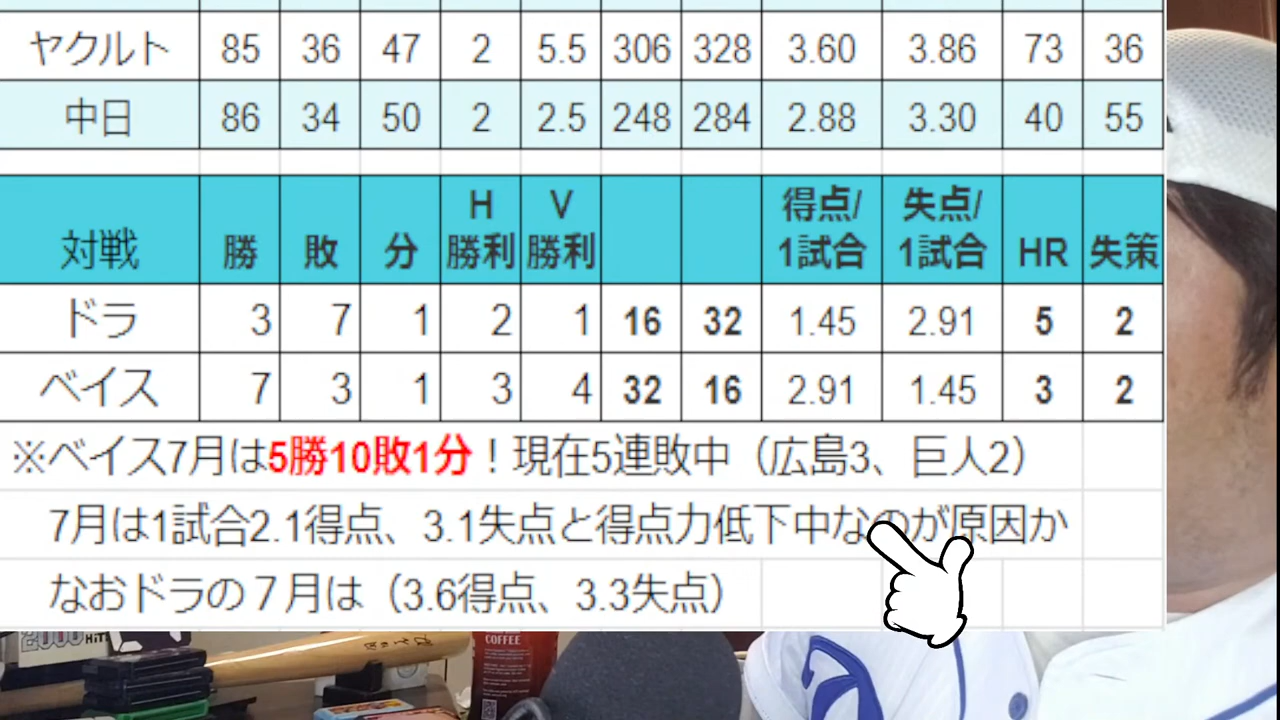 ヤクルト 85 36 47 2 5.5 306 328 3.60 3.86 73 36
中日 86 34 50 2 2.5 248 284 2.88 3.30 40 55
対戦 勝 敗 分 H勝利 V勝利 得点/1試合 失点/1試合 HR 失策
ドラ 3 7 1 2 1 16 32 1.45 2.91 5 2
ベイス 7 3 1 3 4 32 16 2.91 1.45 3 2
※ベイス7月は5勝10敗1分！現在5連敗中（広島3、巨人2）
7月は1試合2.1得点、3.1失点と得点力低下中なのが原因か
なおドラの７月は（3.6得点、3.3失点）
2000 HiT
COFFEE